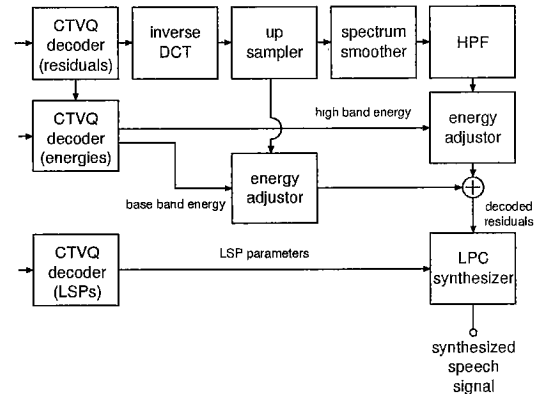 CTVQ
decoder
(residuals)
inverse
DCT
up
sampler
spectrum
smoother
HPF
high band energy
CTVQ
decoder
(energies)
energy
adjustor
base band energy
energy
adjustor
decoded
residuals
CTVQ
decoder
(LSPs)
LSP parameters
LPC
synthesizer
synthesized
speech
signal